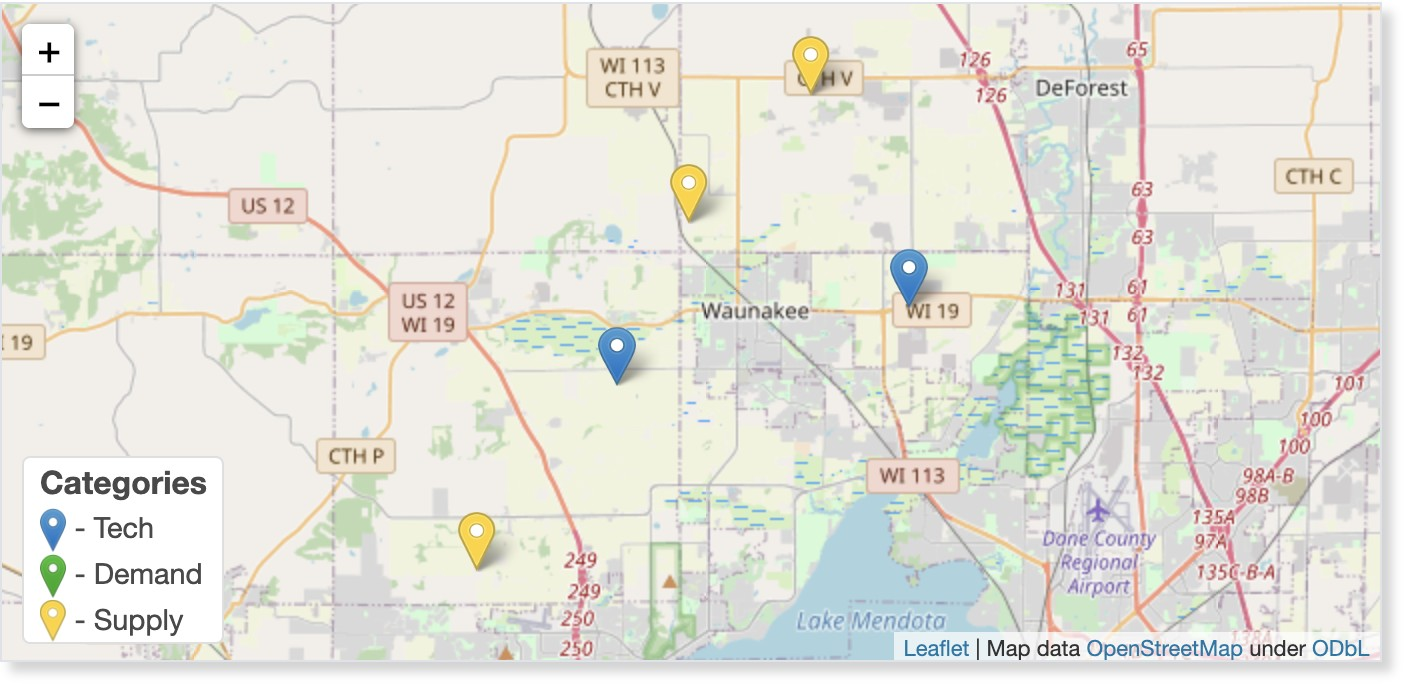 +
−
WI 113
CTH V
126
126
65
DeForest
CTH C
US 12
63
63
US 12
WI 19
Waunakee
WI 19
131
131
61
61
19
132
132
101
100
100
CTH P
WI 113
98A-B
98B
135A
97A
135C-B-A
Dane County
Regional
Airport
249
249
250
250
Lake Mendota
Categories
- Tech
- Demand
- Supply
Leaflet | Map data OpenStreetMap under ODbL